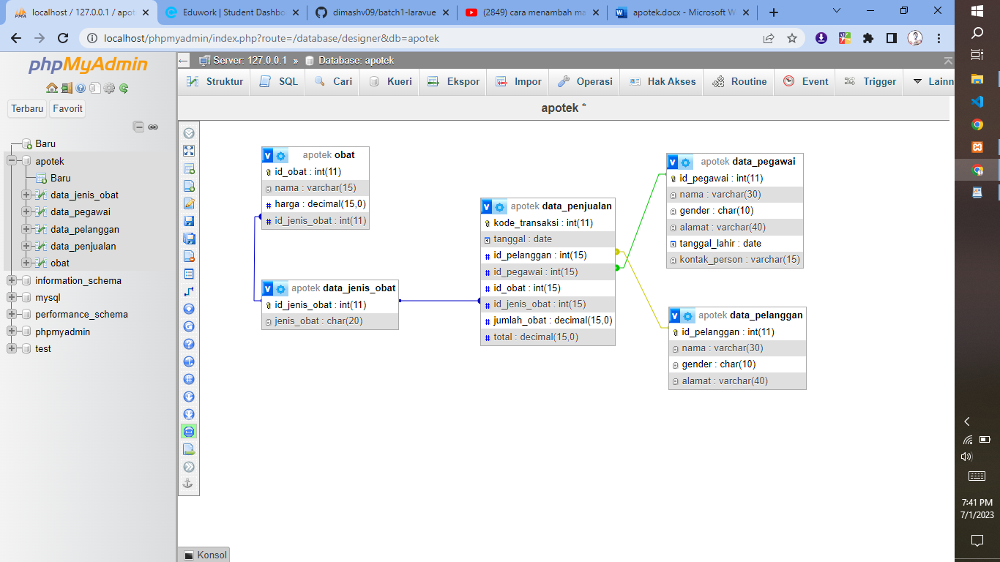 localhost / 127.0.0.1 / apot
Eduwork | Student Dashbo
dimashv09/batch1-laravue
(2849) cara menambah ma
apotek.docx - Microsoft W
localhost/phpmyadmin/index.php?route=/database/designer&db=apotek
phpMyAdmin
Terbaru
Favorit
Baru
apotek
Baru
data_jenis_obat
data_pegawai
data_pelanggan
data_penjualan
obat
information_schema
mysql
performance_schema
phpmyadmin
test
Server: 127.0.0.1 » Database: apotek
Struktur
SQL
Cari
Kueri
Ekspor
Impor
Operasi
Hak Akses
Routine
Event
Trigger
Lainn
apotek *
V apotek obat
id_obat : int(11)
nama : varchar(15)
# harga : decimal(15,0)
# id_jenis_obat : int(11)
V apotek data_jenis_obat
id_jenis_obat : int(11)
jenis_obat : char(20)
V apotek data_penjualan
kode_transaksi : int(11)
tanggal : date
# id_pelanggan : int(15)
# id_pegawai : int(15)
# id_obat : int(15)
# id_jenis_obat : int(15)
# jumlah_obat : decimal(15,0)
# total : decimal(15,0)
V apotek data_pegawai
id_pegawai : int(11)
nama : varchar(30)
gender : char(10)
alamat : varchar(40)
tanggal_lahir : date
kontak_person : varchar(15)
V apotek data_pelanggan
id_pelanggan : int(11)
nama : varchar(30)
gender : char(10)
alamat : varchar(40)
Konsol
7:41 PM
7/1/2023